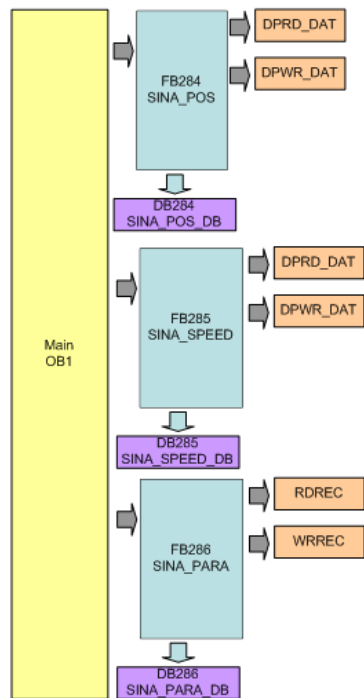 DPRD_DAT
FB284
SINA_POS
DPWR_DAT
DB284
SINA_POS_DB
DPRD_DAT
FB285
SINA_SPEED
DPWR_DAT
Main
OB1
DB285
SINA_SPEED_DB
RDREC
FB286
SINA_PARA
WRREC
DB286
SINA_PARA_DB